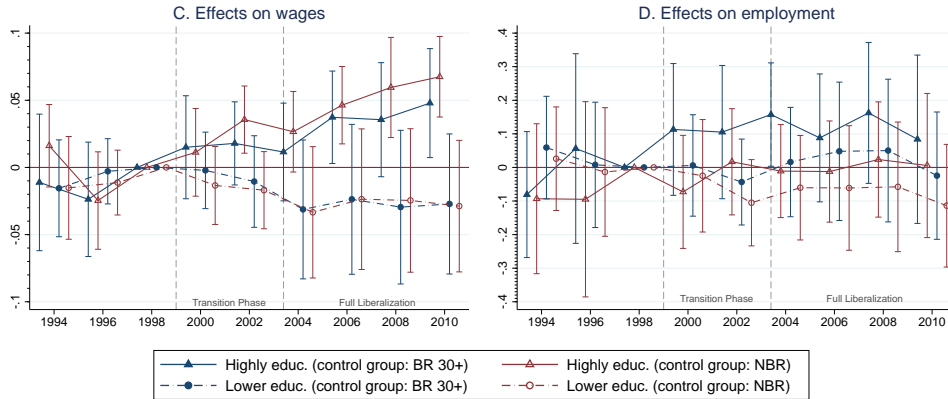 C. Effects on wages
.1
.05
0
-.05
-.1
Transition Phase
Full Liberalization
1994 1996 1998 2000 2002 2004 2006 2008 2010
D. Effects on employment
.4
.3
.2
.1
0
-.1
-.2
-.3
-.4
Transition Phase
Full Liberalization
1994 1996 1998 2000 2002 2004 2006 2008 2010
Highly educ. (control group: BR 30+)
Highly educ. (control group: NBR)
Lower educ. (control group: BR 30+)
Lower educ. (control group: NBR)